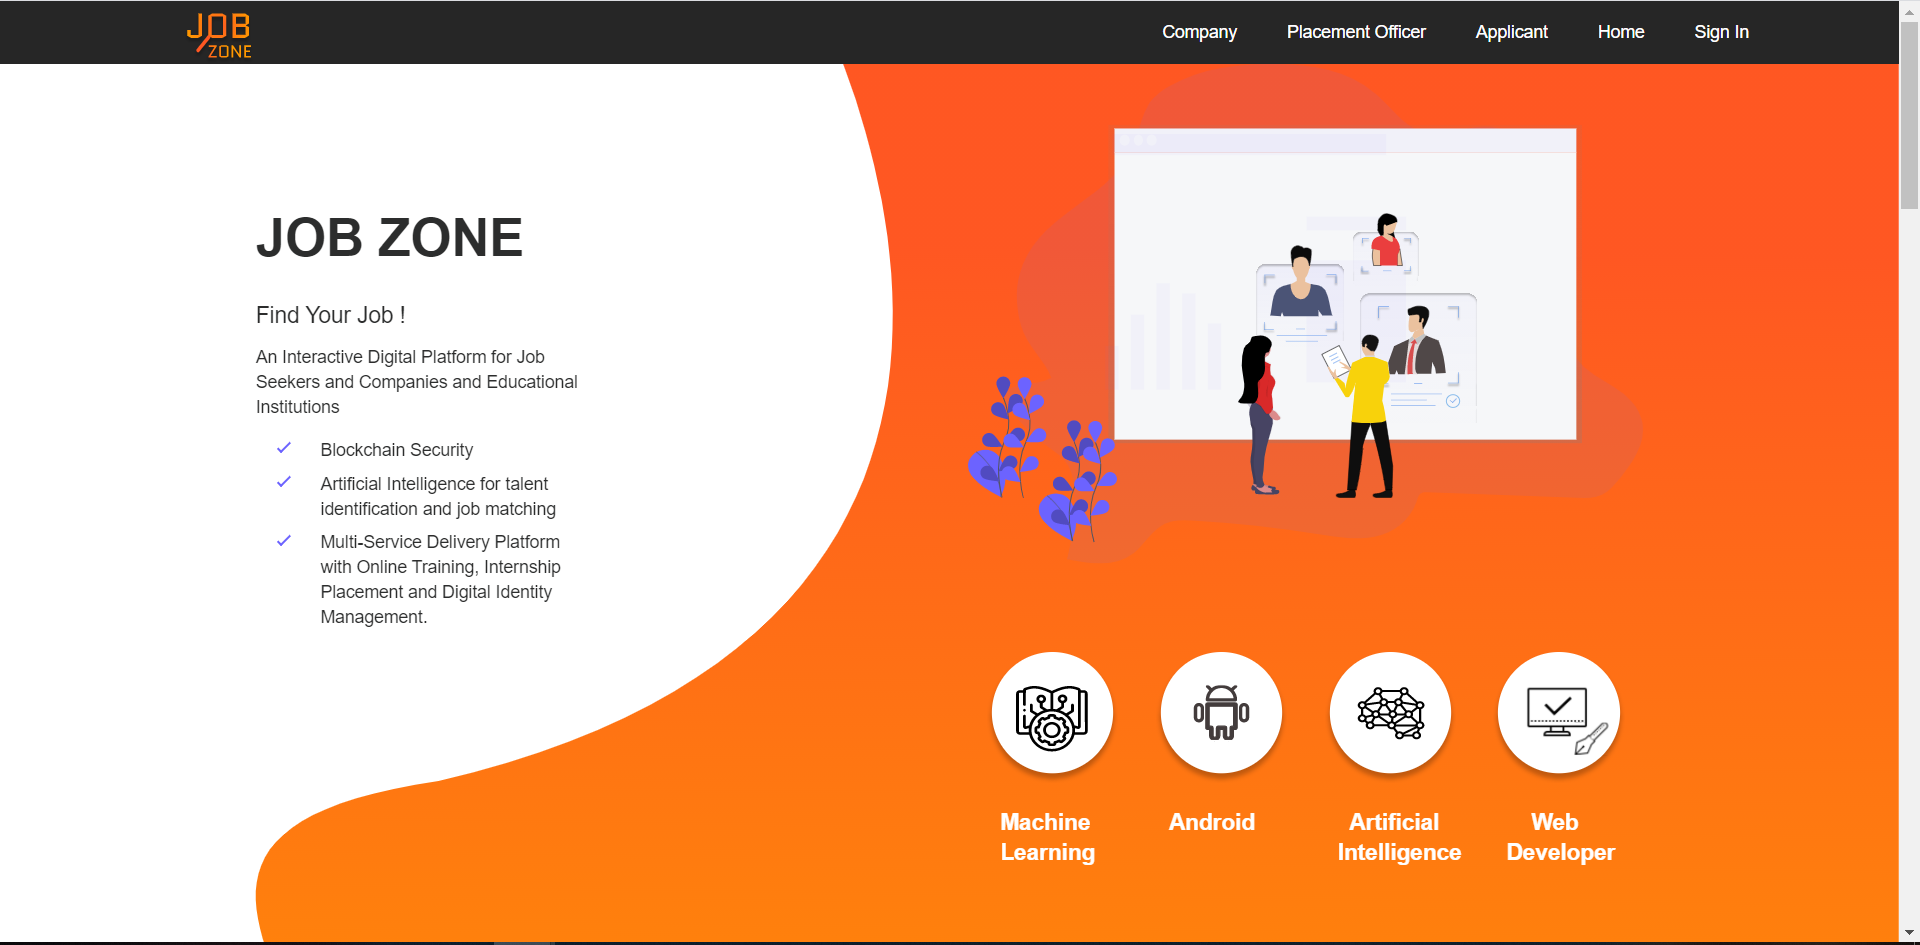 JOB
ZONE
Company Placement Officer Applicant Home Sign In
JOB ZONE
Find Your Job !
An Interactive Digital Platform for Job
Seekers and Companies and Educational
Institutions
Blockchain Security
Artificial Intelligence for talent
identification and job matching
Multi-Service Delivery Platform
with Online Training, Internship
Placement and Digital Identity
Management.
Machine
Learning
Android
Artificial
Intelligence
Web
Developer